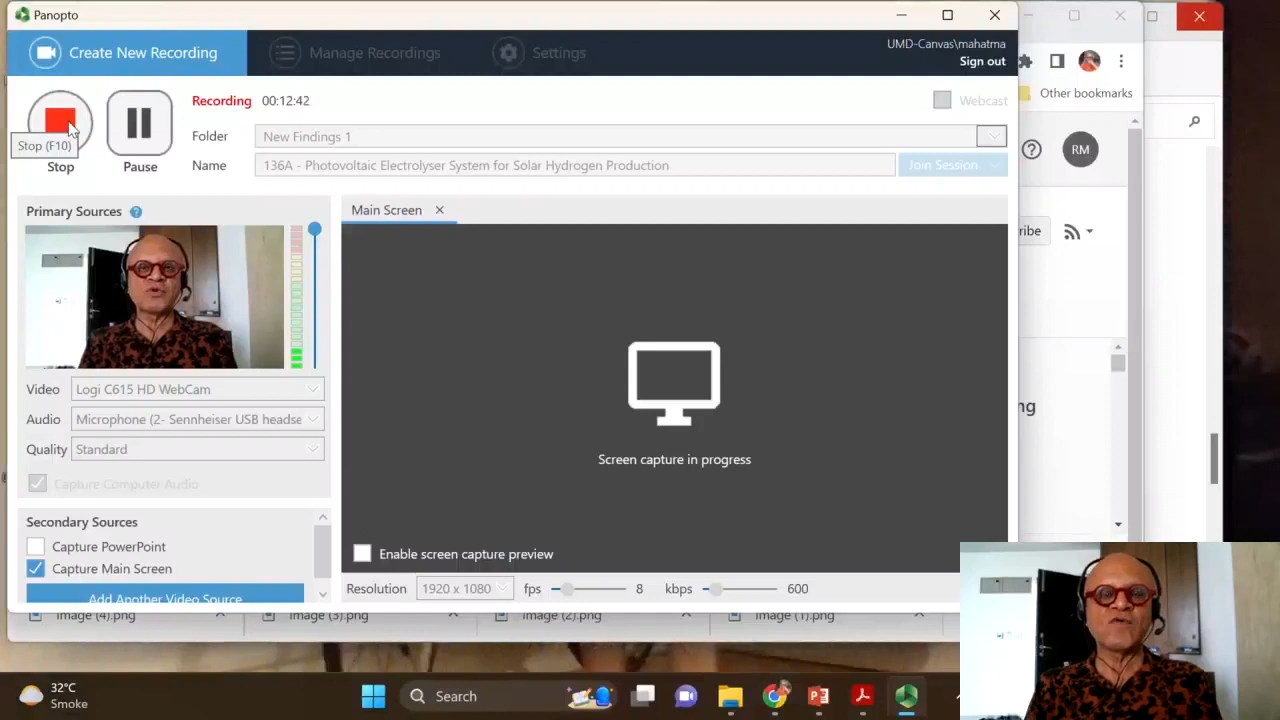 Panopto
Create New Recording
Manage Recordings
Settings
UMD-Canvas\mahatma
Sign out
Recording 00:12:42
Webcast
Folder New Findings 1
Stop (F10)
Name 136A - Photovoltaic Electrolyser System for Solar Hydrogen Production
Join Session
Stop Pause
Primary Sources
Main Screen
Video Logi C615 HD WebCam
Audio Microphone (2- Sennheiser USB headse
Quality Standard
Capture Computer Audio
Screen capture in progress
Secondary Sources
Capture PowerPoint
Capture Main Screen
Add Another Video Source
Enable screen capture preview
Resolution 1920 x 1080 fps 8 kbps 600
Other bookmarks
RM
ribe
ng
image (4).png image (3).png image (2).png image (1).png
32°C
Smoke
Search